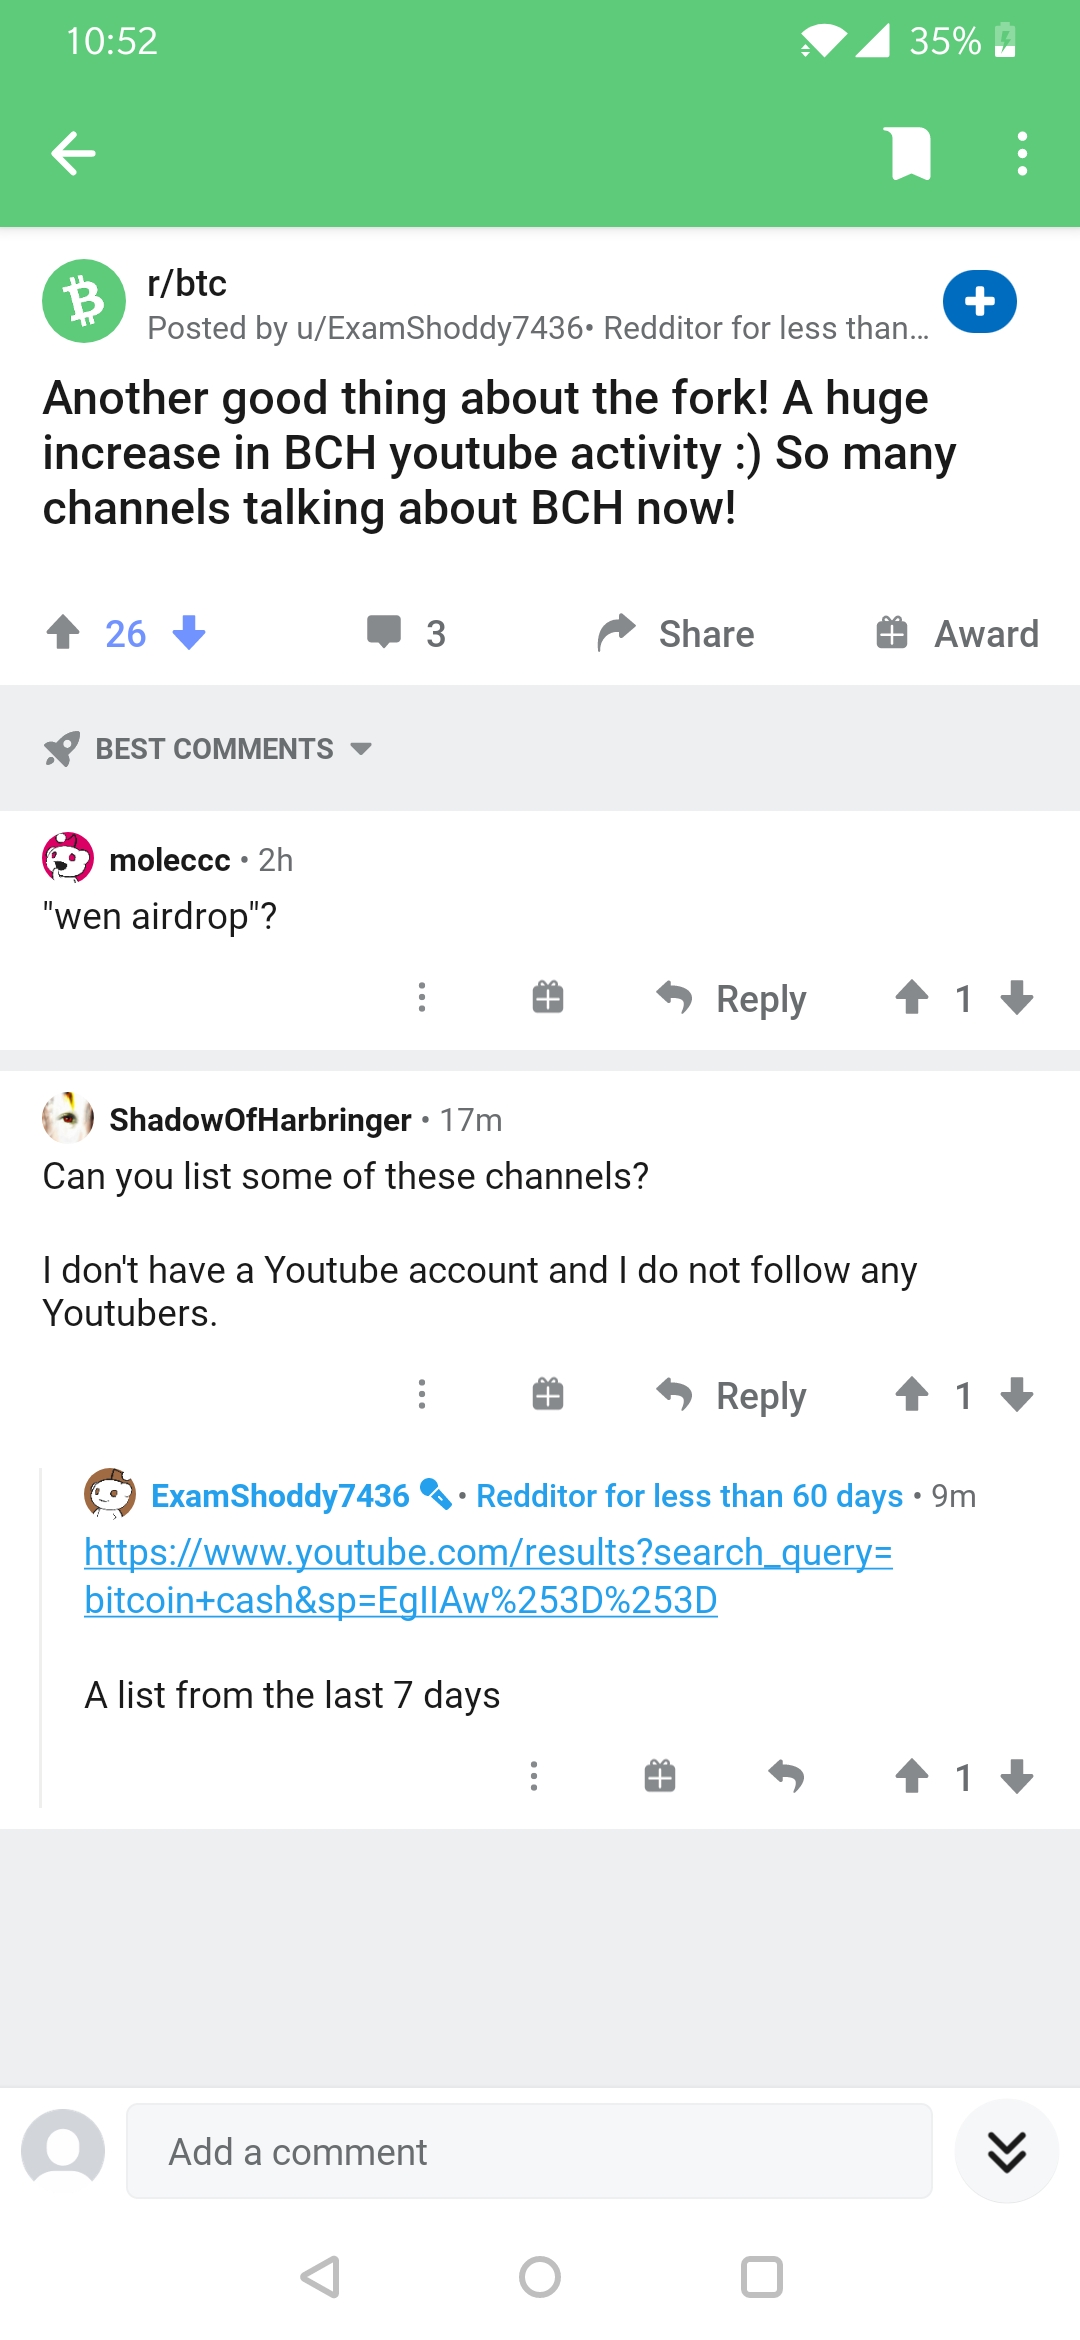 10:52
35%
r/btc
Posted by u/ExamShoddy7436• Redditor for less than...
Another good thing about the fork! A huge
increase in BCH youtube activity :) So many
channels talking about BCH now!
26
3
Share
Award
BEST COMMENTS
moleccc • 2h
"wen airdrop"?
Reply
1
ShadowOfHarbringer • 17m
Can you list some of these channels?
I don't have a Youtube account and I do not follow any
Youtubers.
Reply
1
ExamShoddy7436 • Redditor for less than 60 days • 9m
https://www.youtube.com/results?search_query=
bitcoin+cash&sp=EgIIAw%253D%253D
A list from the last 7 days
1
Add a comment